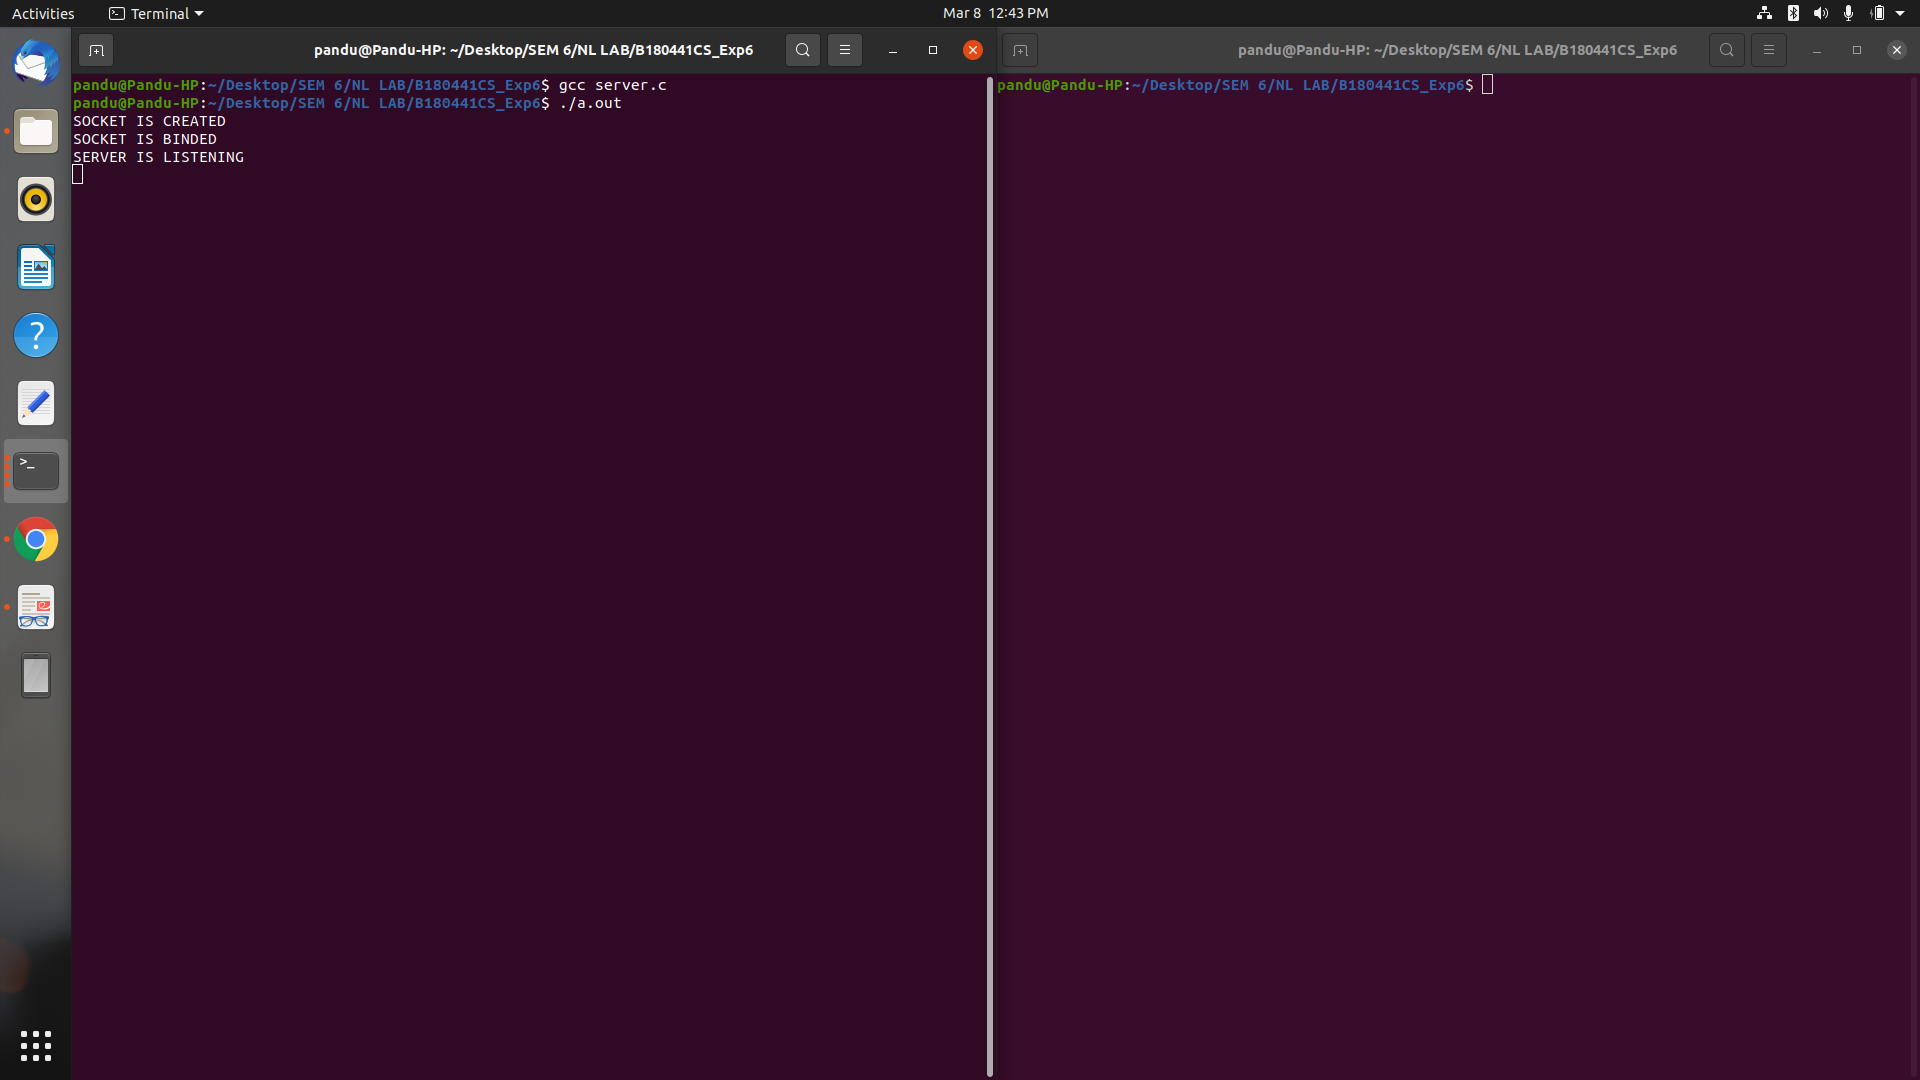 Activities
Terminal
Mar 8 12:43 PM
pandu@Pandu-HP: ~/Desktop/SEM 6/NL LAB/B180441CS_Exp6
pandu@Pandu-HP:~/Desktop/SEM 6/NL LAB/B180441CS_Exp6$ gcc server.c
pandu@Pandu-HP:~/Desktop/SEM 6/NL LAB/B180441CS_Exp6$ ./a.out
SOCKET IS CREATED
SOCKET IS BINDED
SERVER IS LISTENING
pandu@Pandu-HP: ~/Desktop/SEM 6/NL LAB/B180441CS_Exp6
pandu@Pandu-HP:~/Desktop/SEM 6/NL LAB/B180441CS_Exp6$